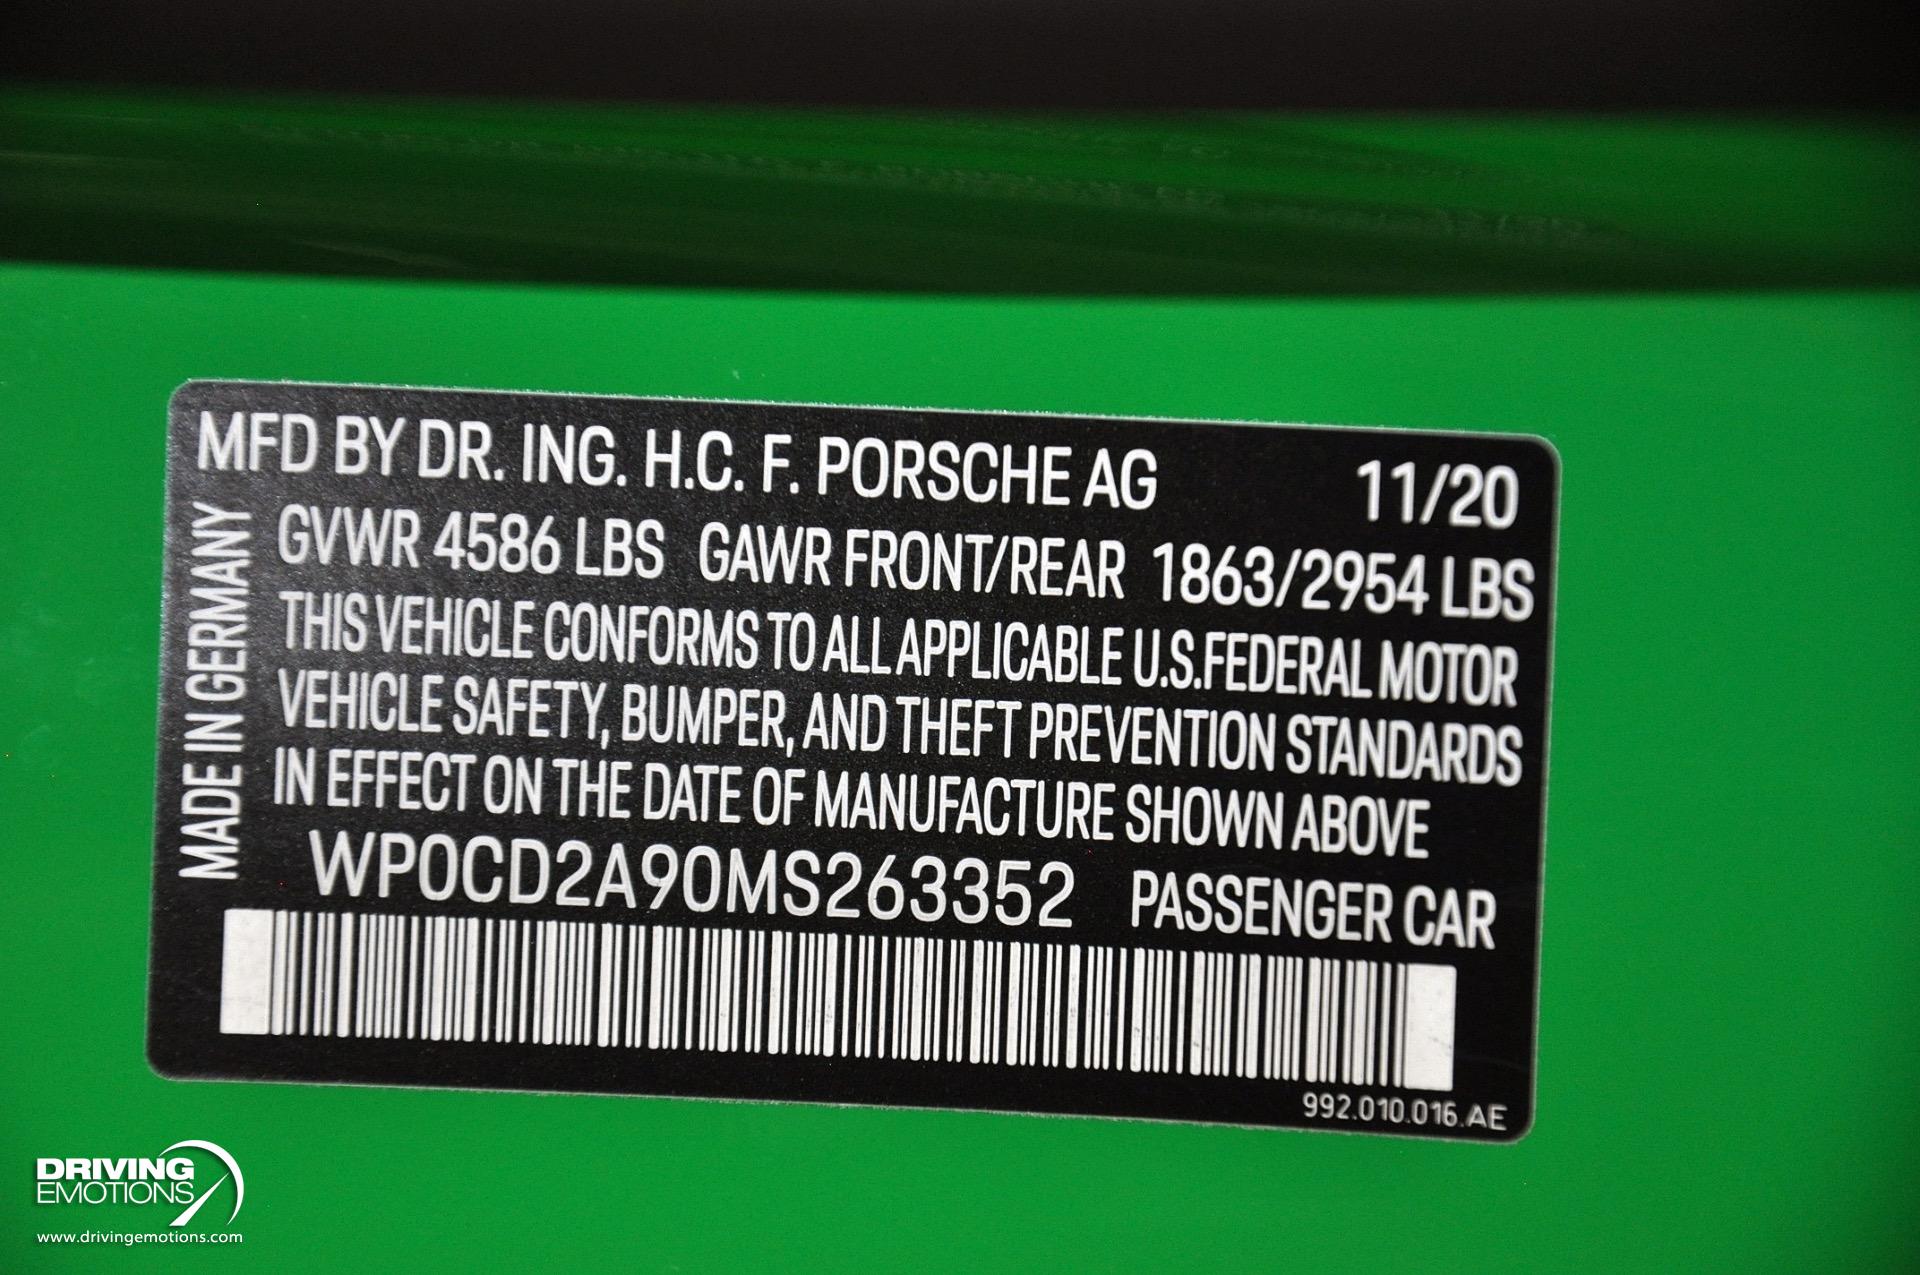 MFD BY DR. ING. H.C. F. PORSCHE AG 11/20
GVWR 4586 LBS GAWR FRONT/REAR 1863/2954 LBS
THIS VEHICLE CONFORMS TO ALL APPLICABLE U.S.FEDERAL MOTOR
VEHICLE SAFETY, BUMPER, AND THEFT PREVENTION STANDARDS
IN EFFECT ON THE DATE OF MANUFACTURE SHOWN ABOVE
WP0CD2A90MS263352 PASSENGER CAR
MADE IN GERMANY
992.010.016.AE
DRIVING
EMOTIONS
www.drivingemotions.com